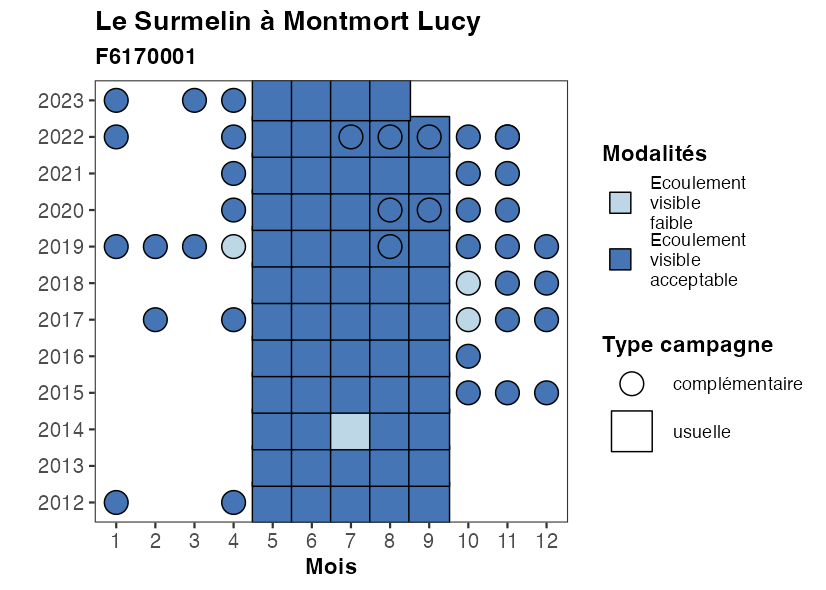 Le Surmelin à Montmort Lucy
F6170001
2023
2022
2021
2020
2019
2018
2017
2016
2015
2014
2013
2012
1 2 3 4 5 6 7 8 9 10 11 12
Mois
Modalités
Ecoulement
visible
faible
Ecoulement
visible
acceptable
Type campagne
complémentaire
usuelle